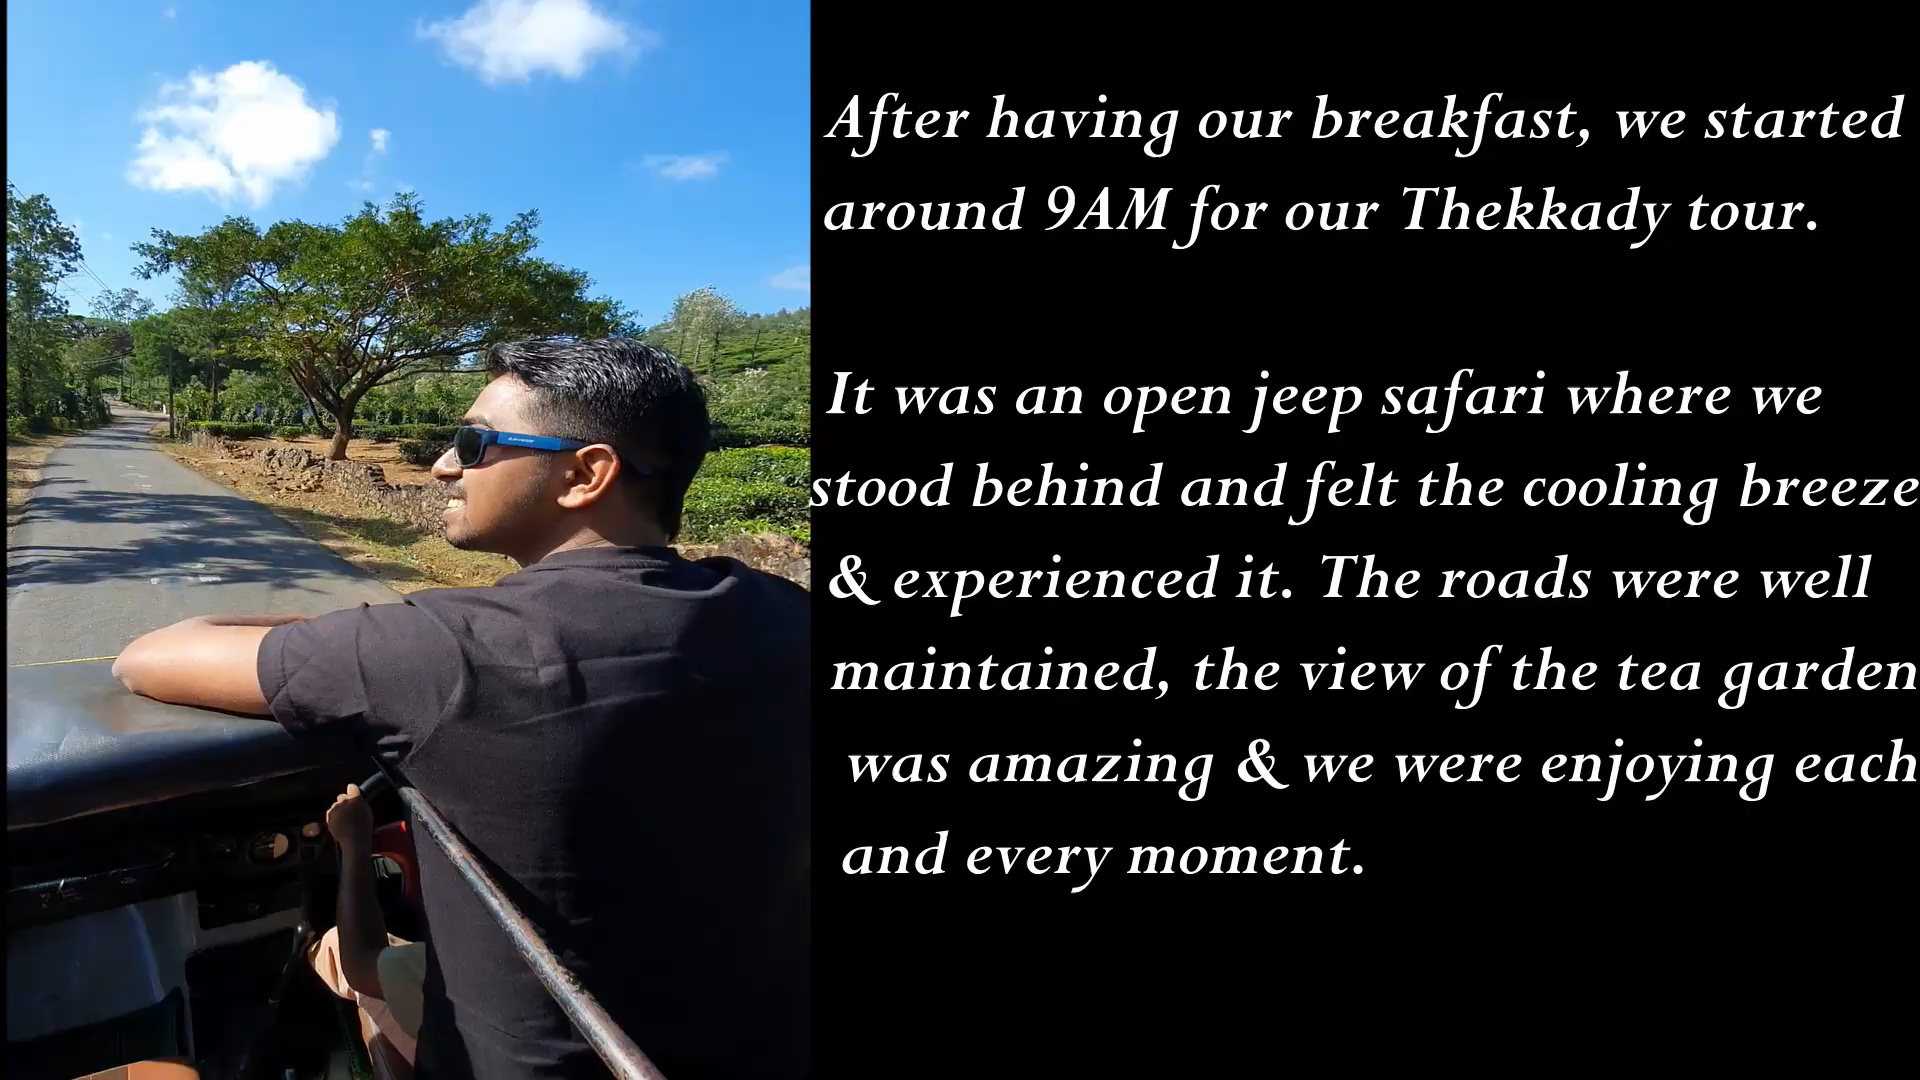 After having our breakfast, we started
around 9AM for our Thekkady tour.
It was an open jeep safari where we
stood behind and felt the cooling breeze
& experienced it. The roads were well
maintained, the view of the tea garden
was amazing & we were enjoying each
and every moment.